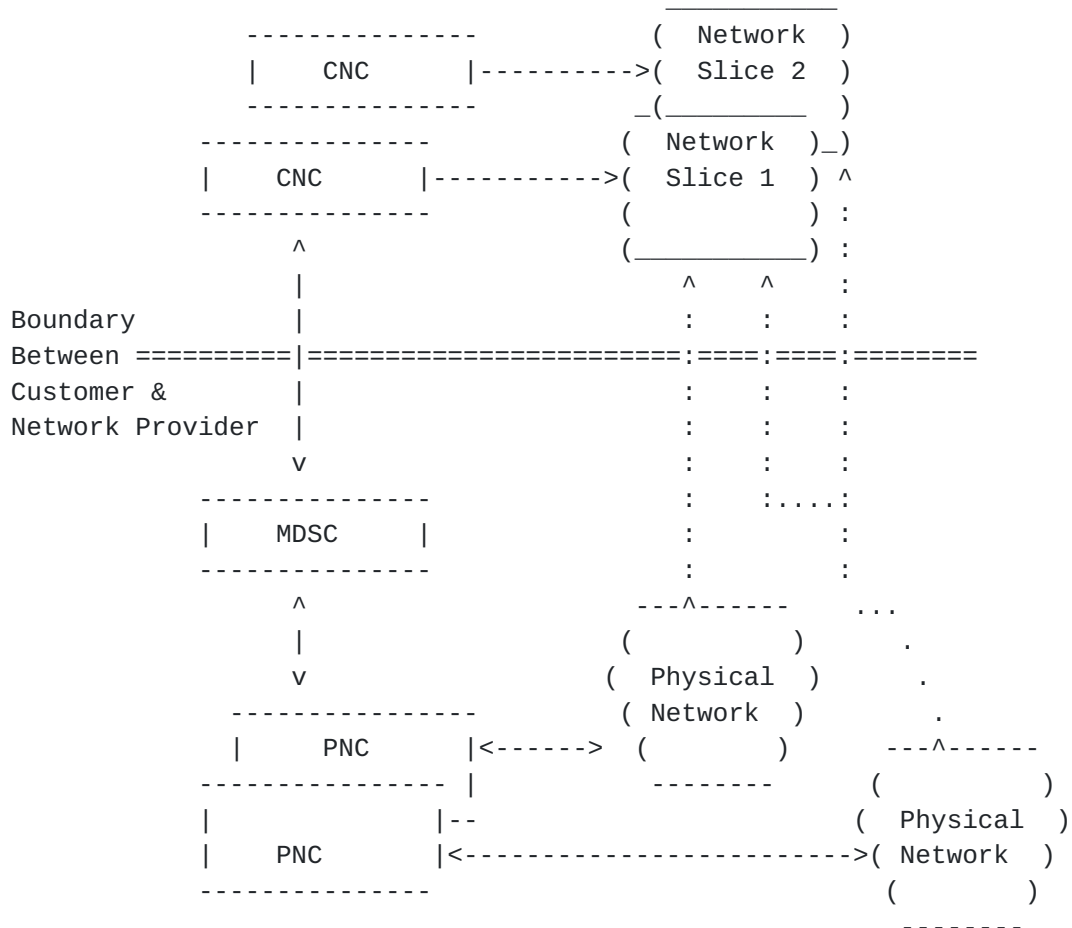 Network
CNC Slice 2
Network
CNC Slice 1
Boundary
Between
Customer &
Network Provider
MDSC
Physical
Network
PNC
Physical
PNC Network